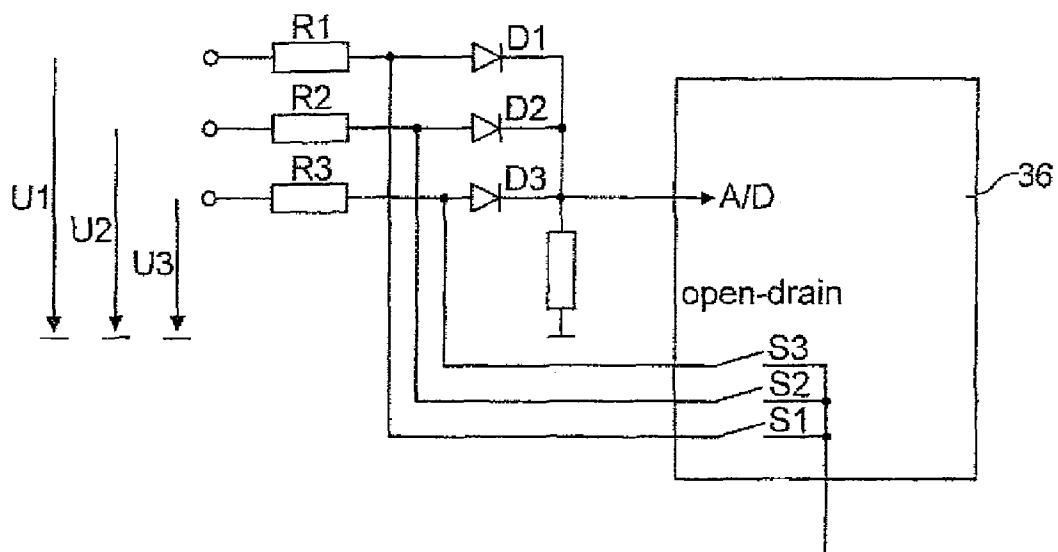 R1
D1
R2
D2
R3
D3
U1
U2
U3
A/D
36
open-drain
S3
S2
S1